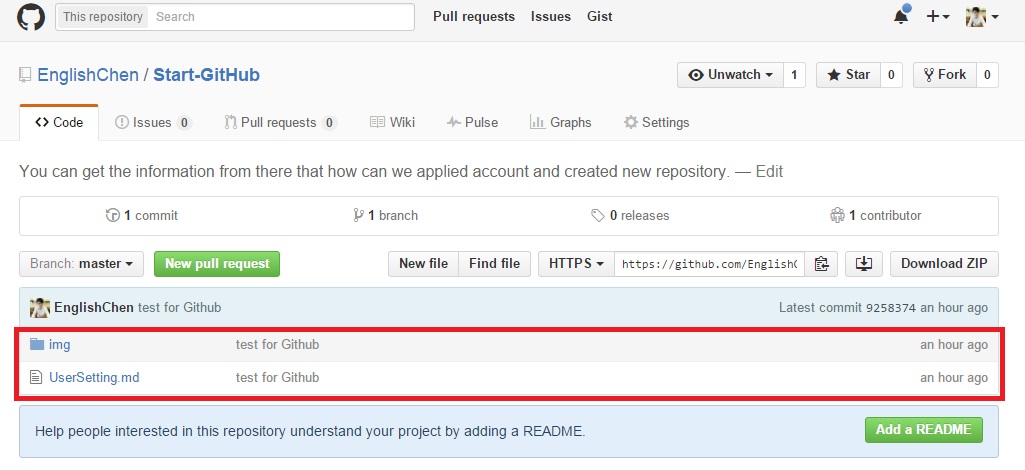 This repository Search Pull requests Issues Gist
EnglishChen / Start-GitHub Unwatch 1 Star 0 Fork 0
Code Issues 0 Pull requests 0 Wiki Pulse Graphs Settings
You can get the information from there that how can we applied account and created new repository. — Edit
1 commit 1 branch 0 releases 1 contributor
Branch: master New pull request New file Find file HTTPS https://github.com/English Download ZIP
EnglishChen test for Github Latest commit 9258374 an hour ago
img test for Github an hour ago
UserSetting.md test for Github an hour ago
Help people interested in this repository understand your project by adding a README. Add a README